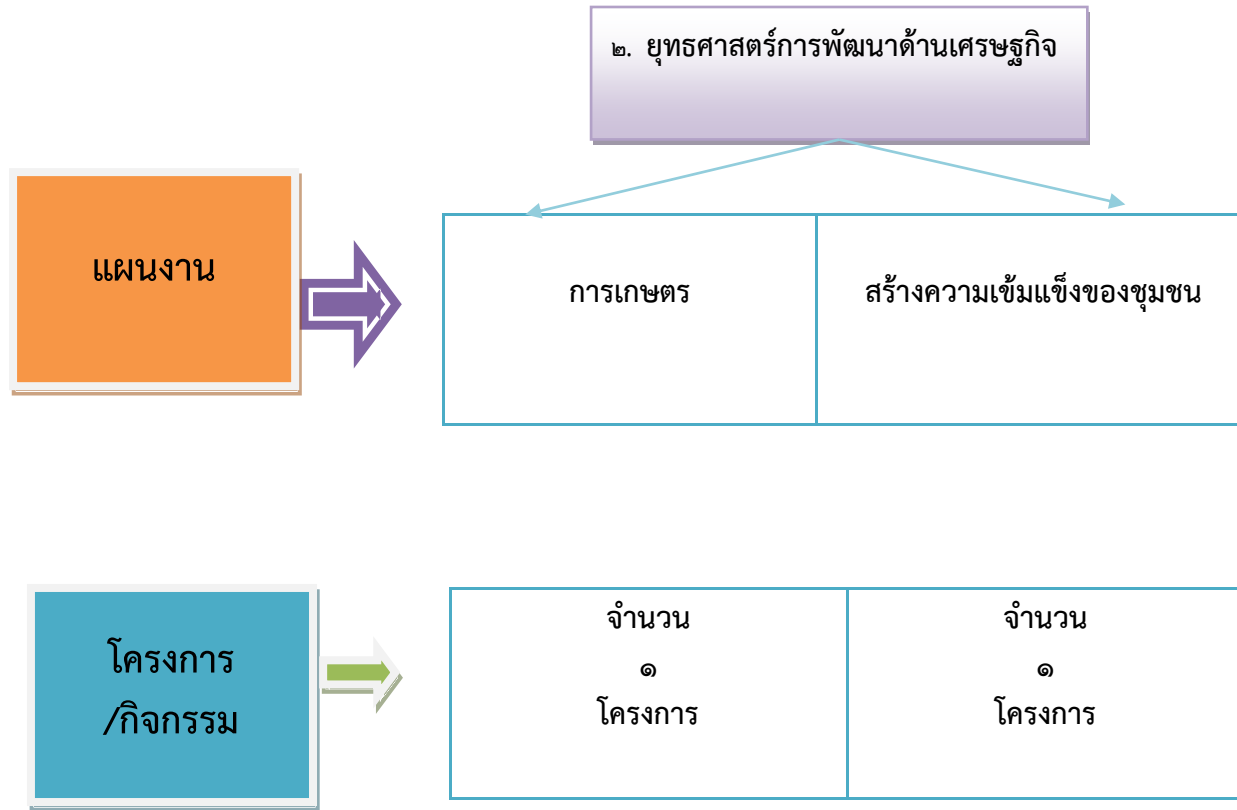 ๒. ยุทธศาสตร์การพัฒนาด้านเศรษฐกิจ
แผนงาน
การเกษตร
สร้างความเข้มแข็งของชุมชน
โครงการ
/กิจกรรม
จำนวน
๑
โครงการ
จำนวน
๑
โครงการ